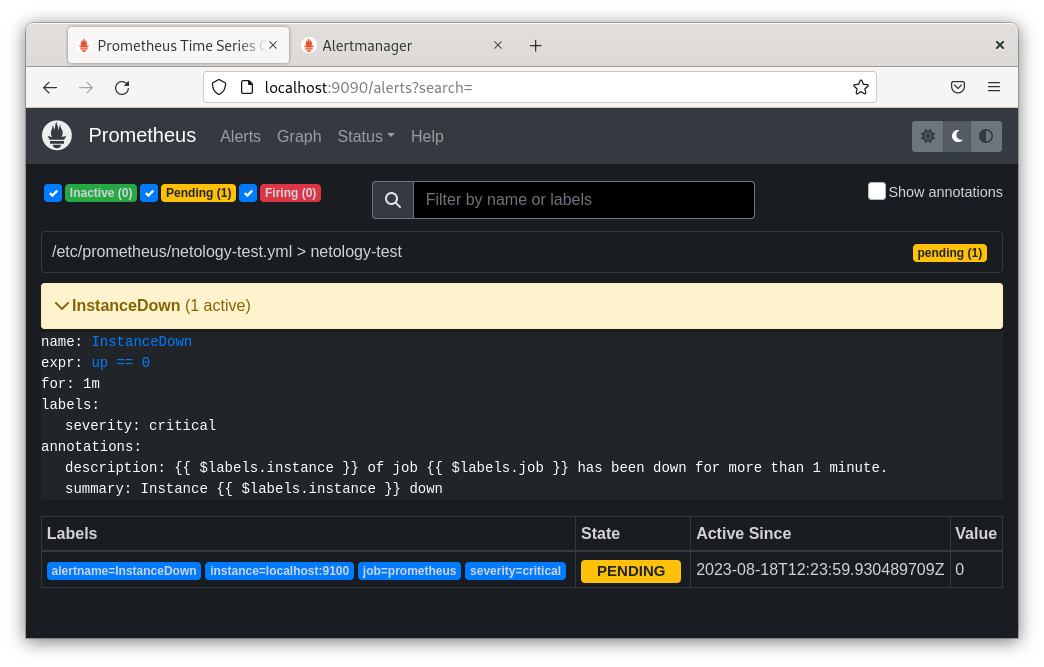 Prometheus Time Series
Alertmanager
localhost:9090/alerts?search=
Prometheus Alerts Graph Status Help
Inactive (0) Pending (1) Firing (0) Filter by name or labels Show annotations
/etc/prometheus/netology-test.yml > netology-test pending (1)
InstanceDown (1 active)
name: InstanceDown
expr: up == 0
for: 1m
labels:
severity: critical
annotations:
description: {{ $labels.instance }} of job {{ $labels.job }} has been down for more than 1 minute.
summary: Instance {{ $labels.instance }} down
Labels State Active Since Value
alertname=InstanceDown instance=localhost:9100 job=prometheus severity=critical PENDING 2023-08-18T12:23:59.930489709Z 0